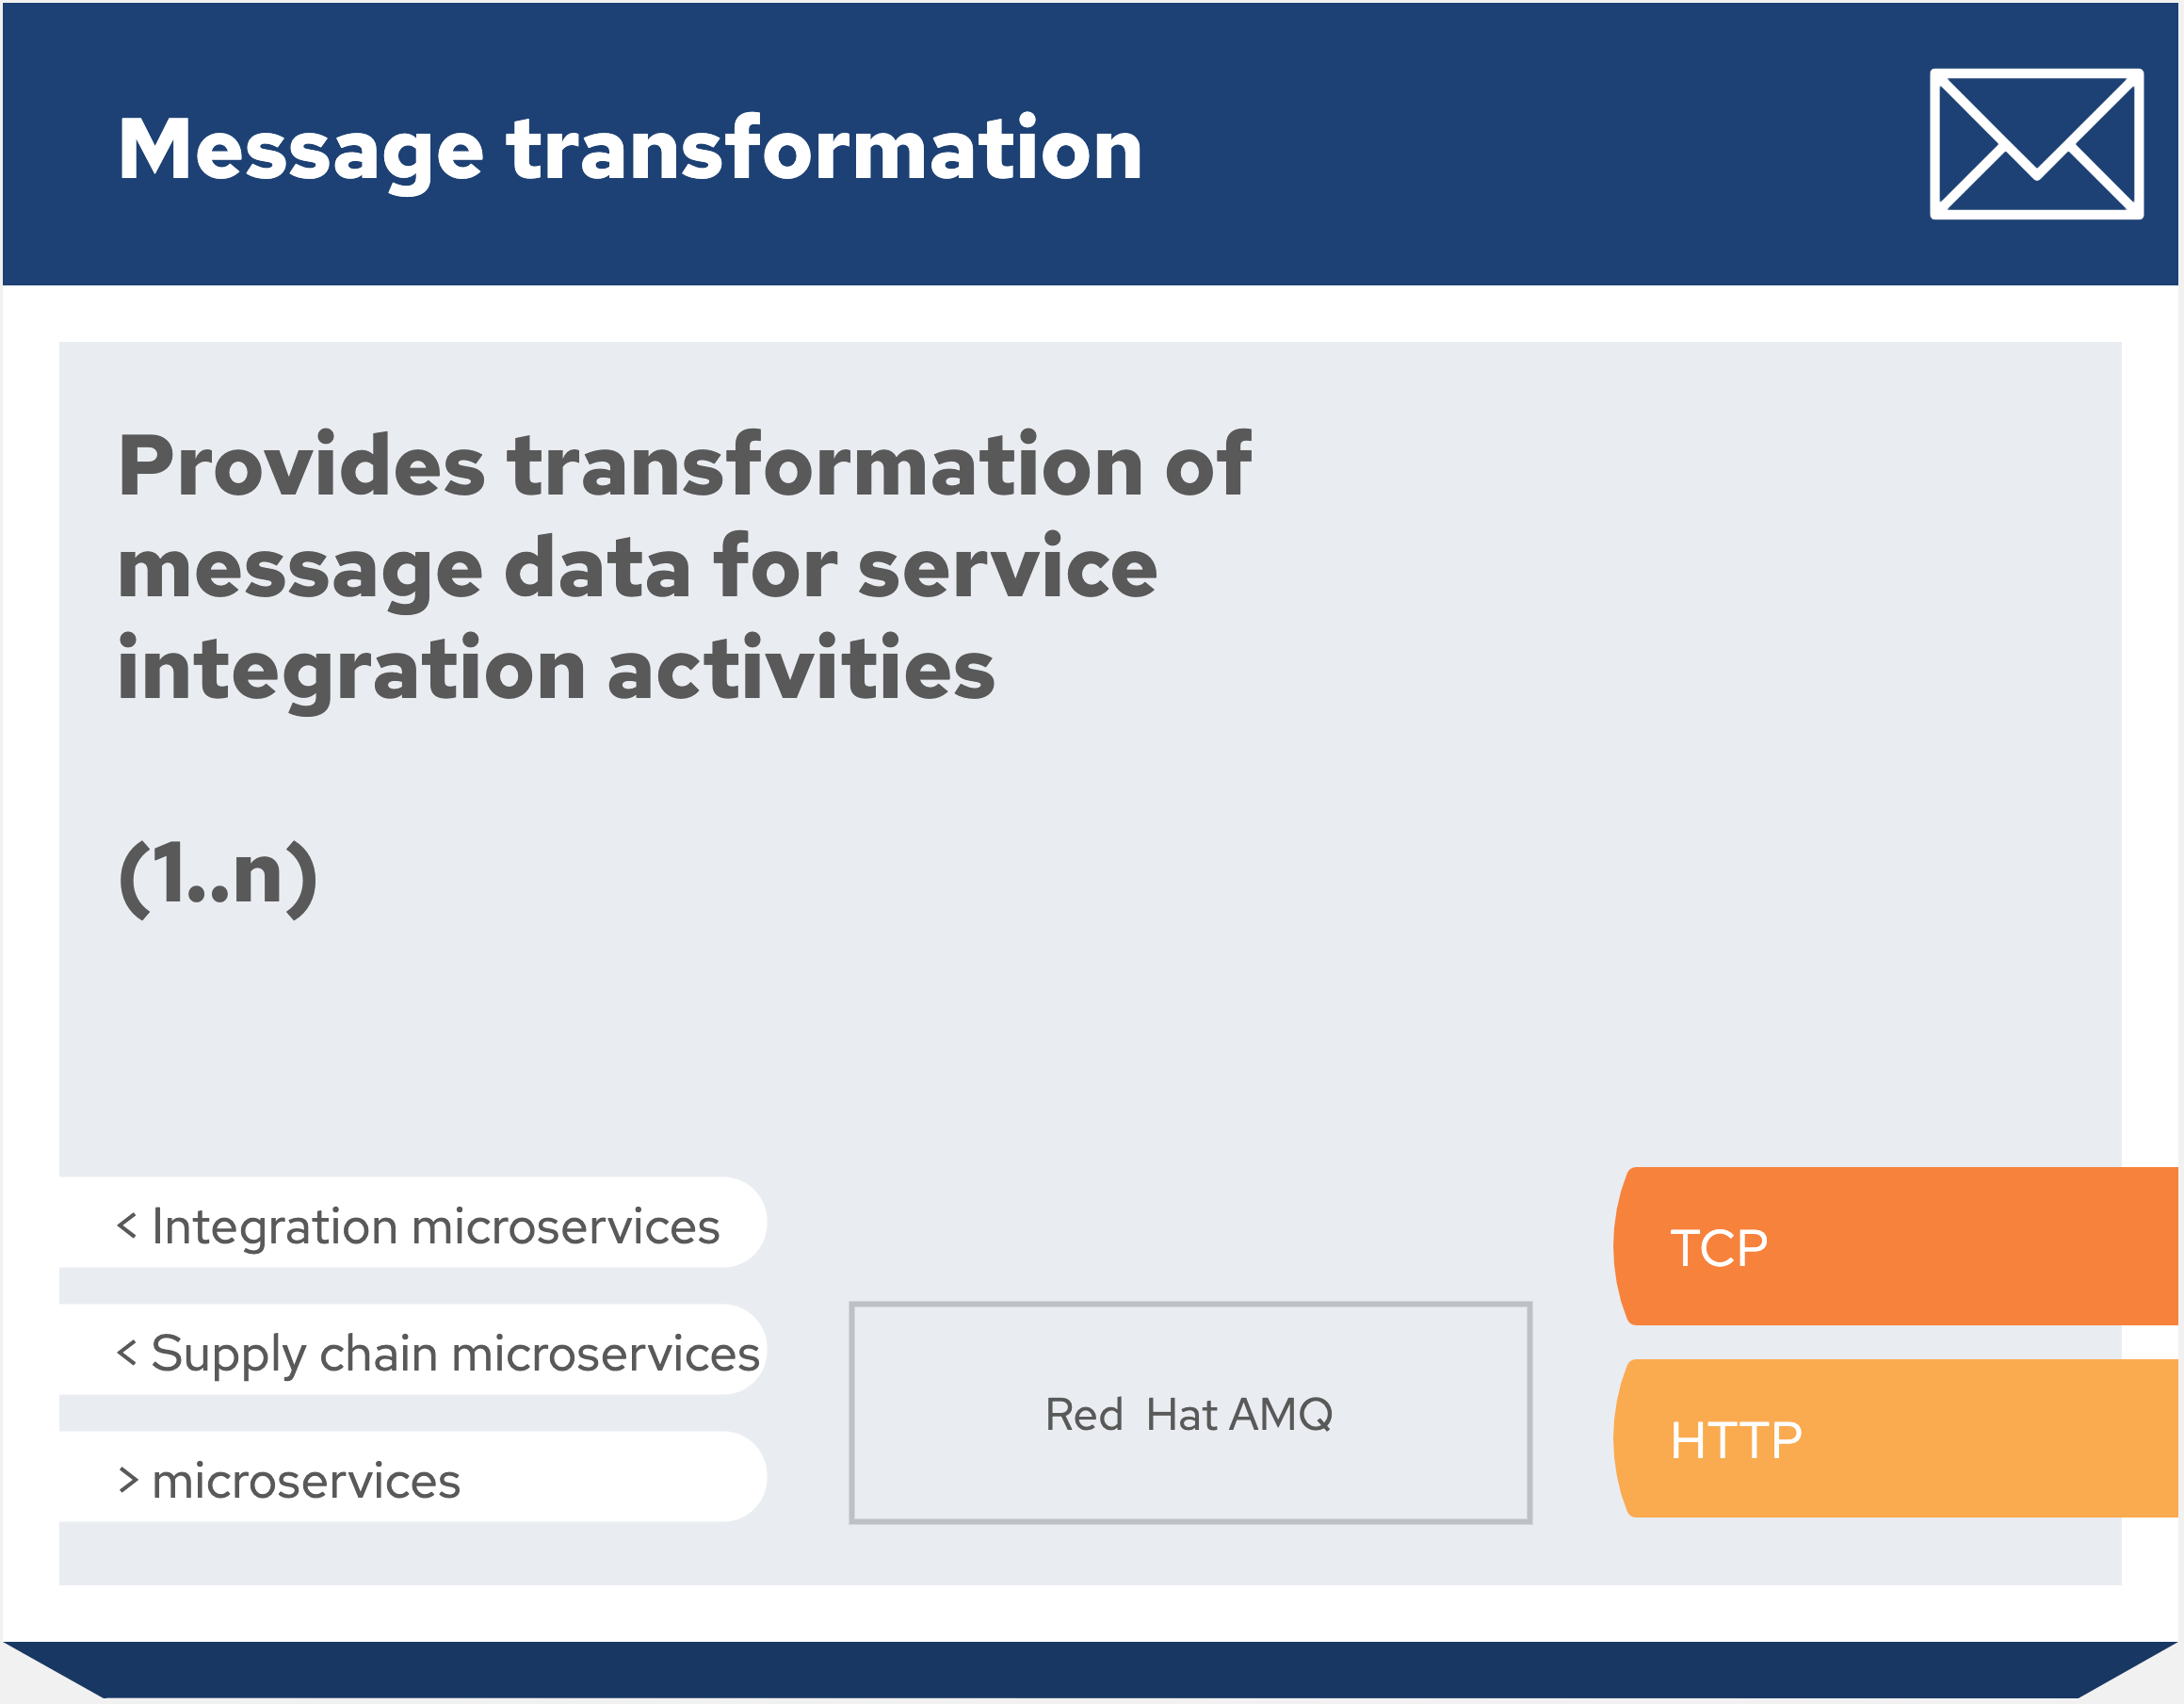 Message transformation
Provides transformation of
message data for service
integration activities
(1..n)
< Integration microservices
< Supply chain microservices
> microservices
Red Hat AMQ
TCP
HTTP